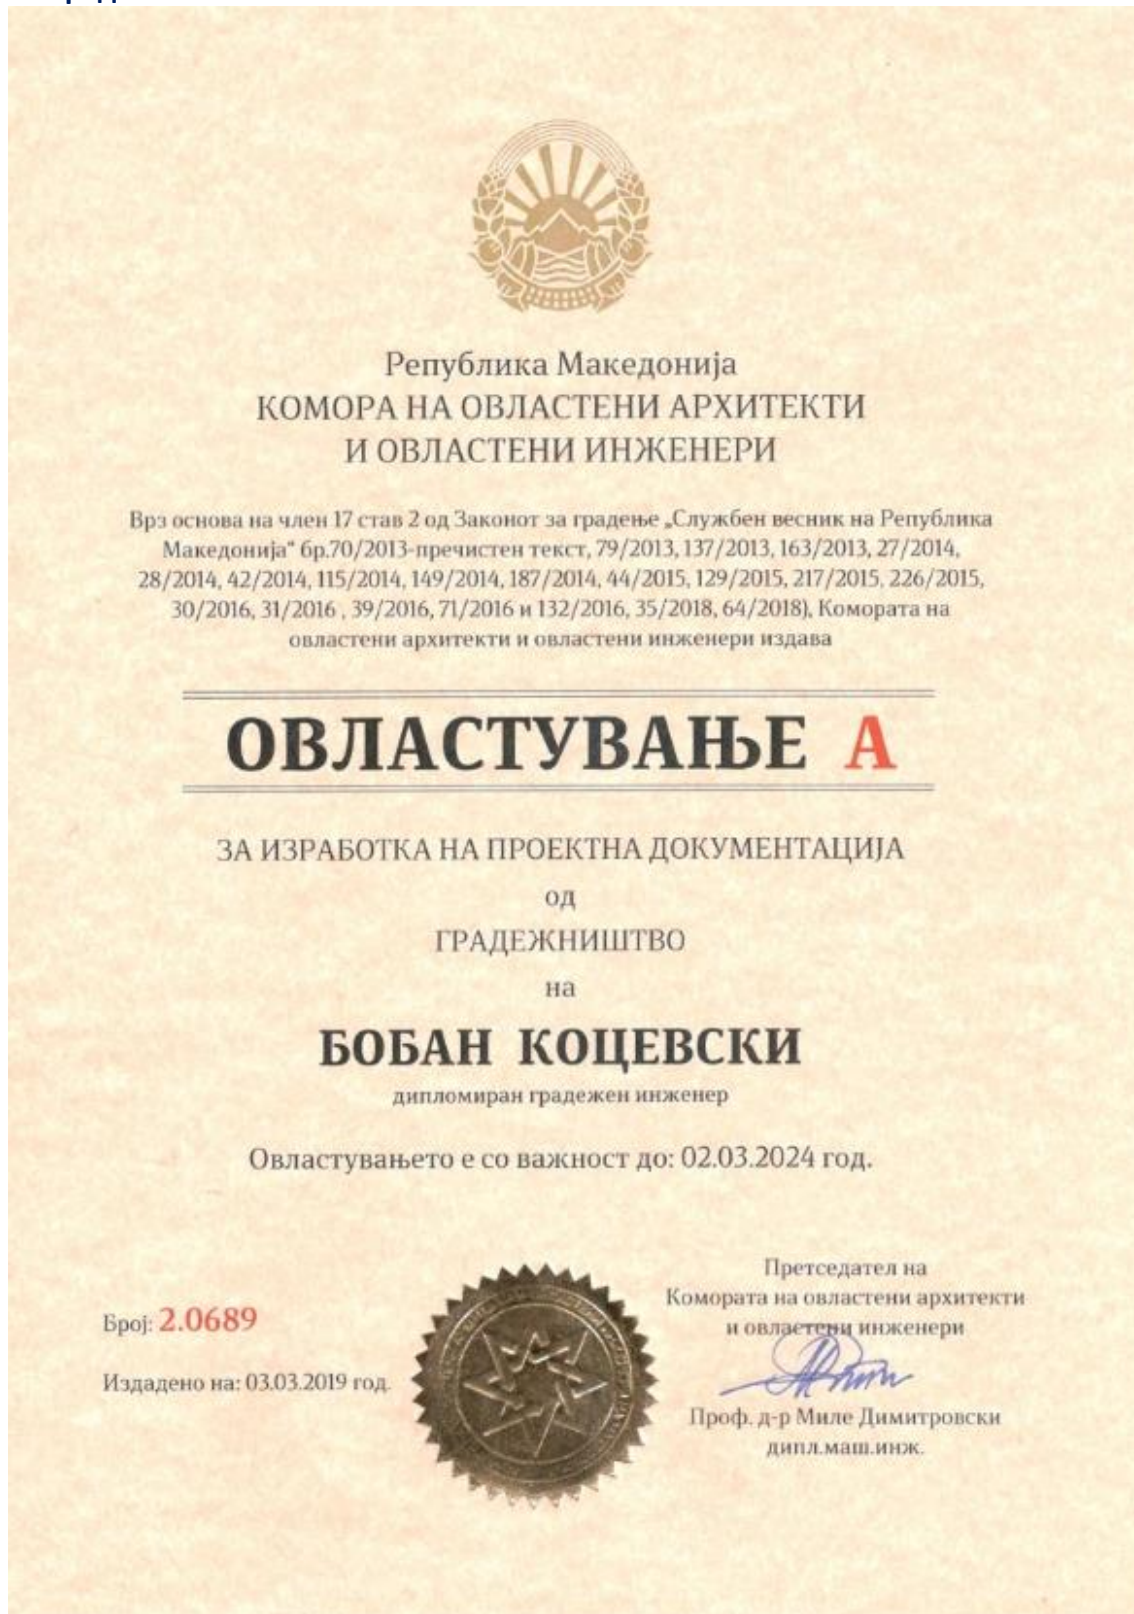 Република Македонија
КОМОРА НА ОВЛАСТЕНИ АРХИТЕКТИ
И ОВЛАСТЕНИ ИНЖЕНЕРИ
Врз основа на член 17 став 2 од Законот за градење „Службен весник на Република
Македонија“ бр.70/2013-пречистен текст, 79/2013, 137/2013, 163/2013, 27/2014,
28/2014, 42/2014, 115/2014, 149/2014, 187/2014, 44/2015, 129/2015, 217/2015, 226/2015,
30/2016, 31/2016 , 39/2016, 71/2016 и 132/2016, 35/2018, 64/2018), Комората на
овластени архитекти и овластени инженери издава
ОВЛАСТУВАЊЕ А
ЗА ИЗРАБОТКА НА ПРОЕКТНА ДОКУМЕНТАЦИЈА
од
ГРАДЕЖНИШТВО
на
БОБАН КОЦЕВСКИ
дипломиран градежен инженер
Овластувањето е со важност до: 02.03.2024 год.
Број: 2.0689
Издадено на: 03.03.2019 год.
Претседател на
Комората на овластени архитекти
и овластени инженери
Проф. д-р Миле Димитровски
дипл.маш.инж.